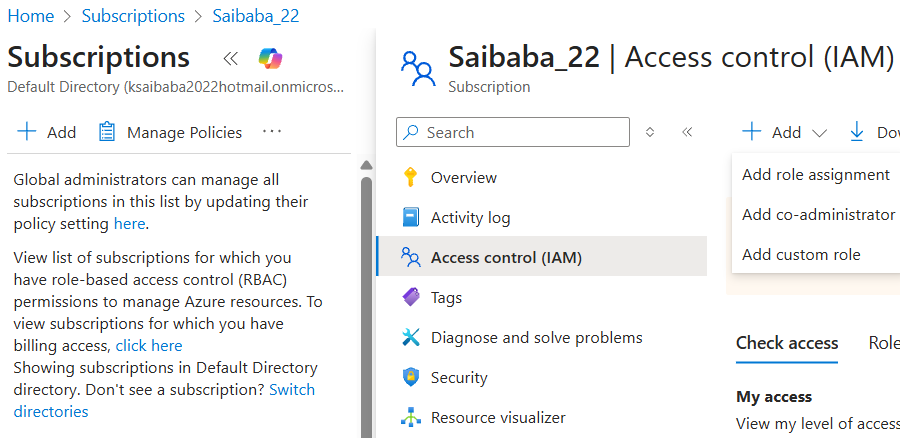 Home > Subscriptions > Saibaba_22
Subscriptions
Default Directory (ksaibaba2022hotmail.onmicros...
Add Manage Policies ...
Global administrators can manage all
subscriptions in this list by updating their
policy setting here.
View list of subscriptions for which you
have role-based access control (RBAC)
permissions to manage Azure resources. To
view subscriptions for which you have
billing access, click here
Showing subscriptions in Default Directory
directory. Don't see a subscription? Switch
directories
Saibaba_22 | Access control (IAM)
Subscription
Search
Overview
Activity log
Access control (IAM)
Tags
Diagnose and solve problems
Security
Resource visualizer
Add
Add role assignment
Add co-administrator
Add custom role
Check access
My access
View my level of access